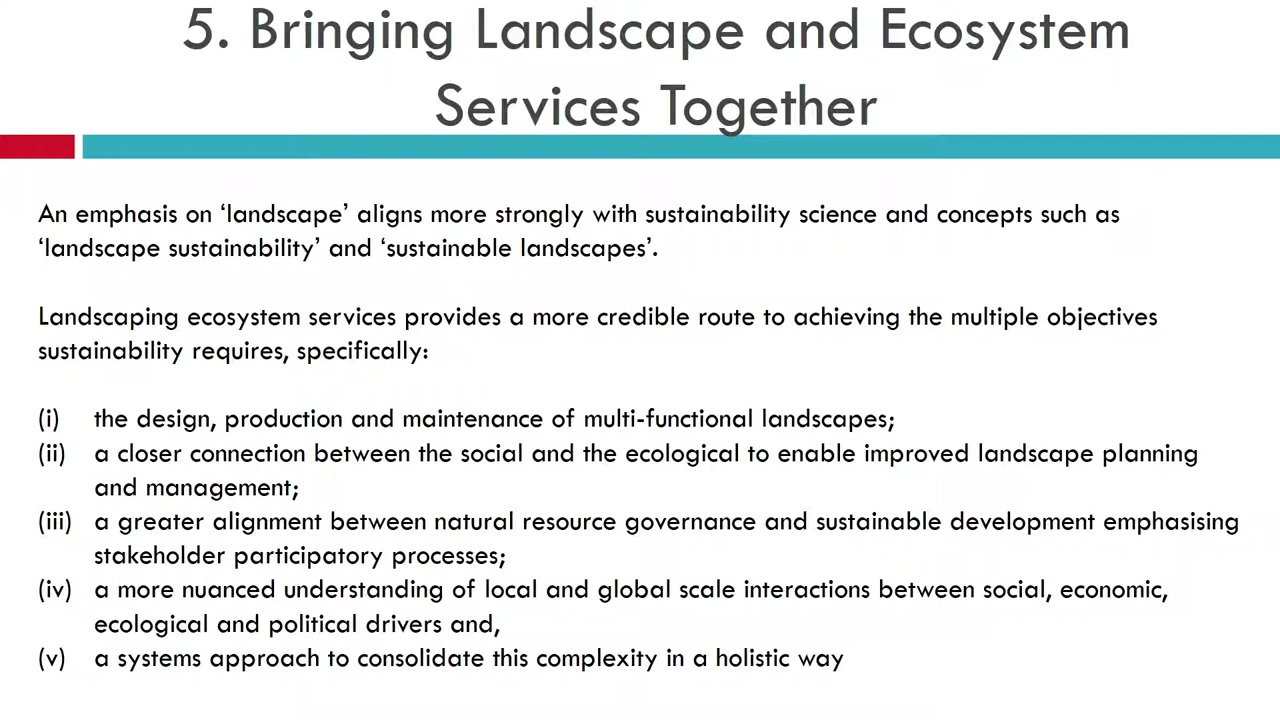 5. Bringing Landscape and Ecosystem
Services Together
An emphasis on ‘landscape’ aligns more strongly with sustainability science and concepts such as
‘landscape sustainability’ and ‘sustainable landscapes’.
Landscaping ecosystem services provides a more credible route to achieving the multiple objectives
sustainability requires, specifically:
(i) the design, production and maintenance of multi-functional landscapes;
(ii) a closer connection between the social and the ecological to enable improved landscape planning
and management;
(iii) a greater alignment between natural resource governance and sustainable development emphasising
stakeholder participatory processes;
(iv) a more nuanced understanding of local and global scale interactions between social, economic,
ecological and political drivers and,
(v) a systems approach to consolidate this complexity in a holistic way